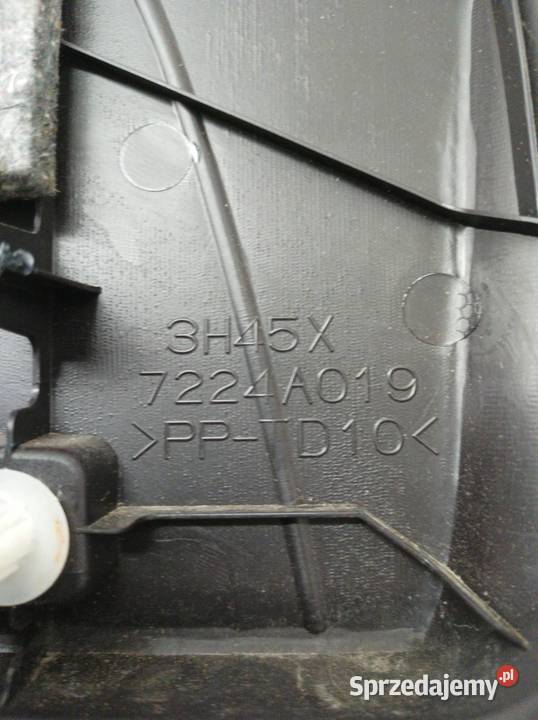 3H45X
7224A019
>PP-TD10<
Sprzedajemy.pl